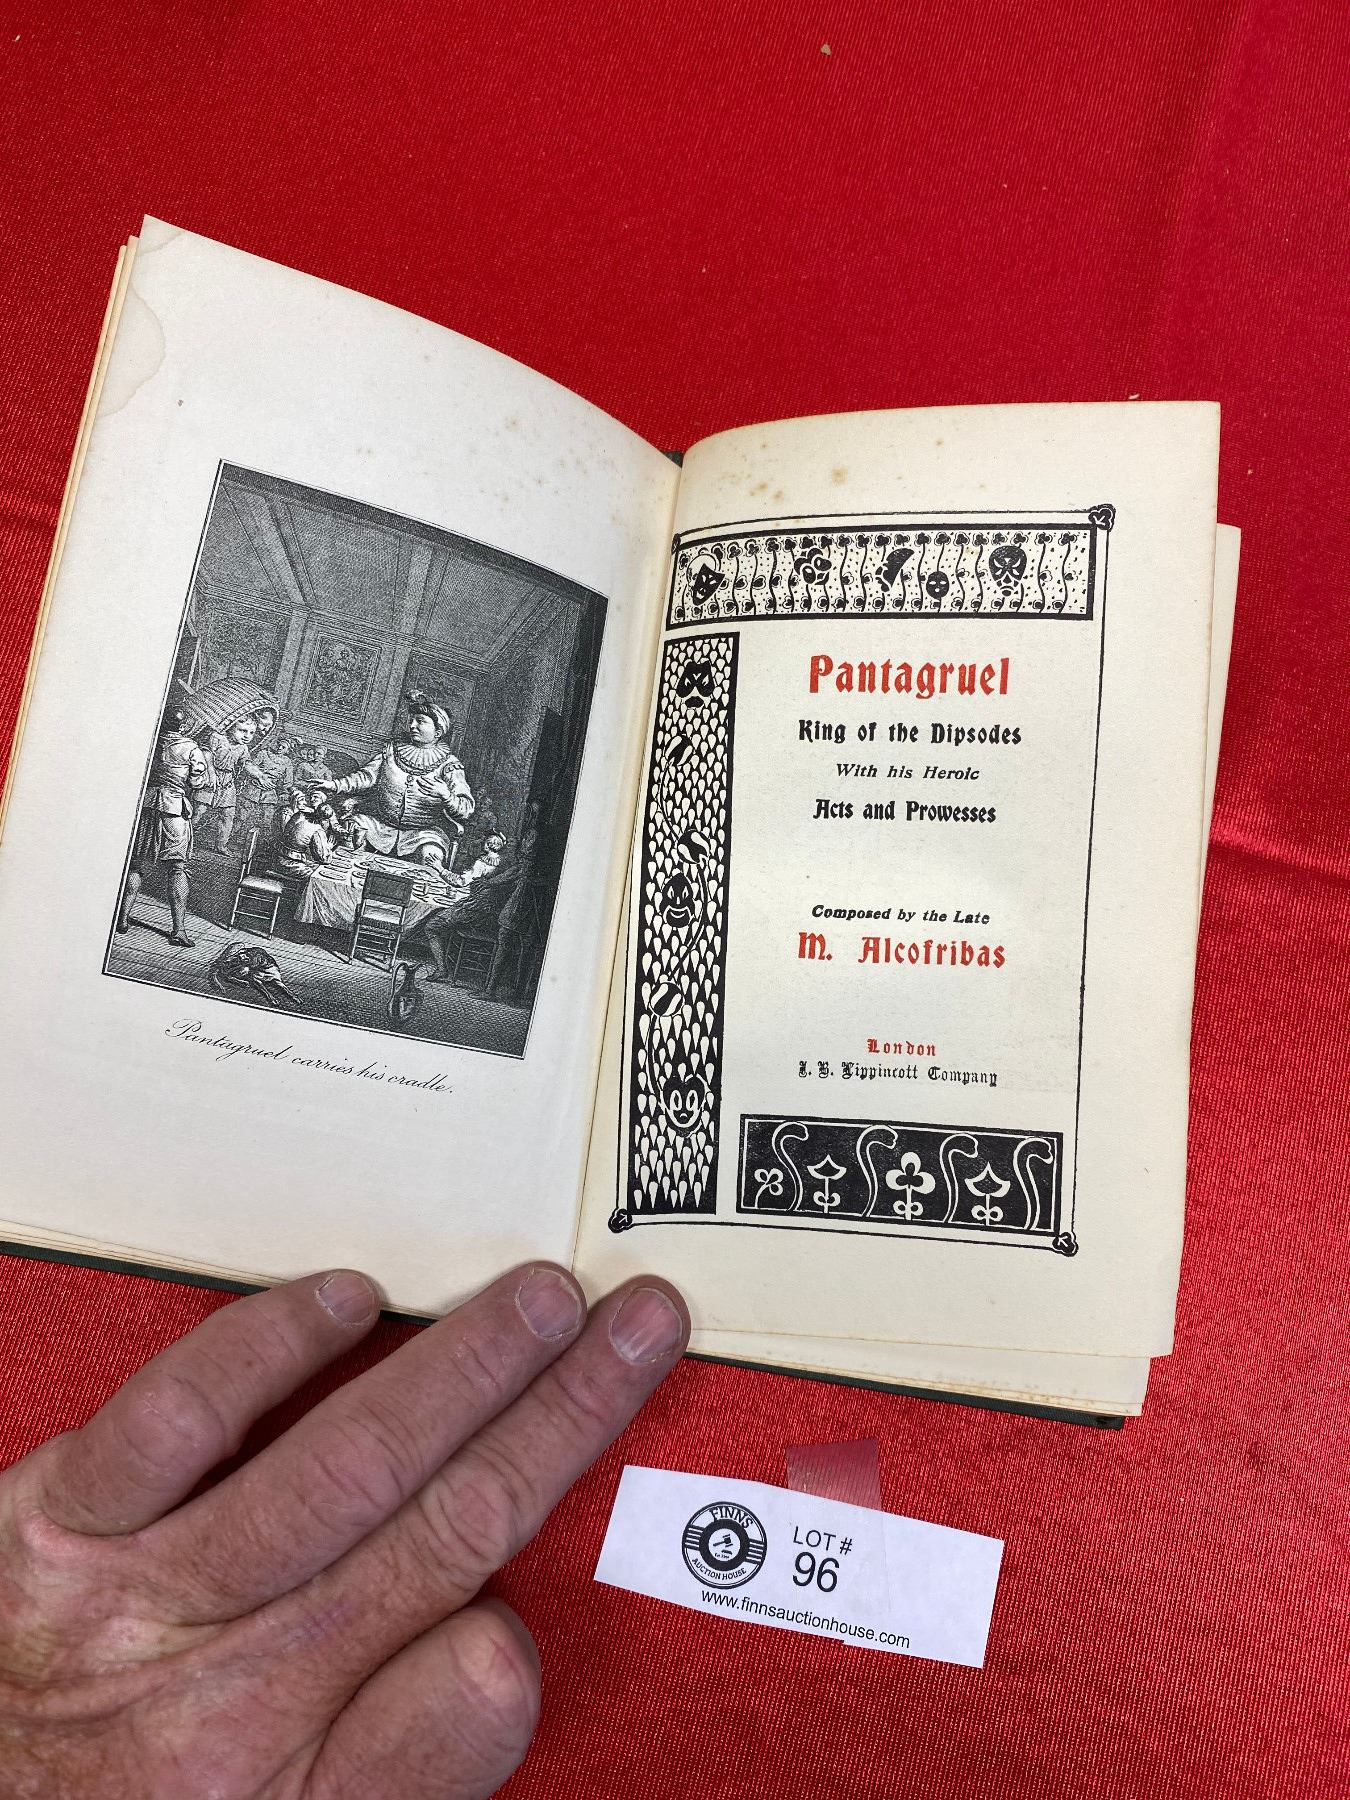 Pantagruel carries his cradle.
Pantagruel
King of the Dipsodes
With his Heroic
Acts and Prowesses
Composed by the Late
M. Alcofribas
London
J. B. Lippincott Company
FINNS
AUCTION HOUSE
LOT #
96
www.finnsauctionhouse.com